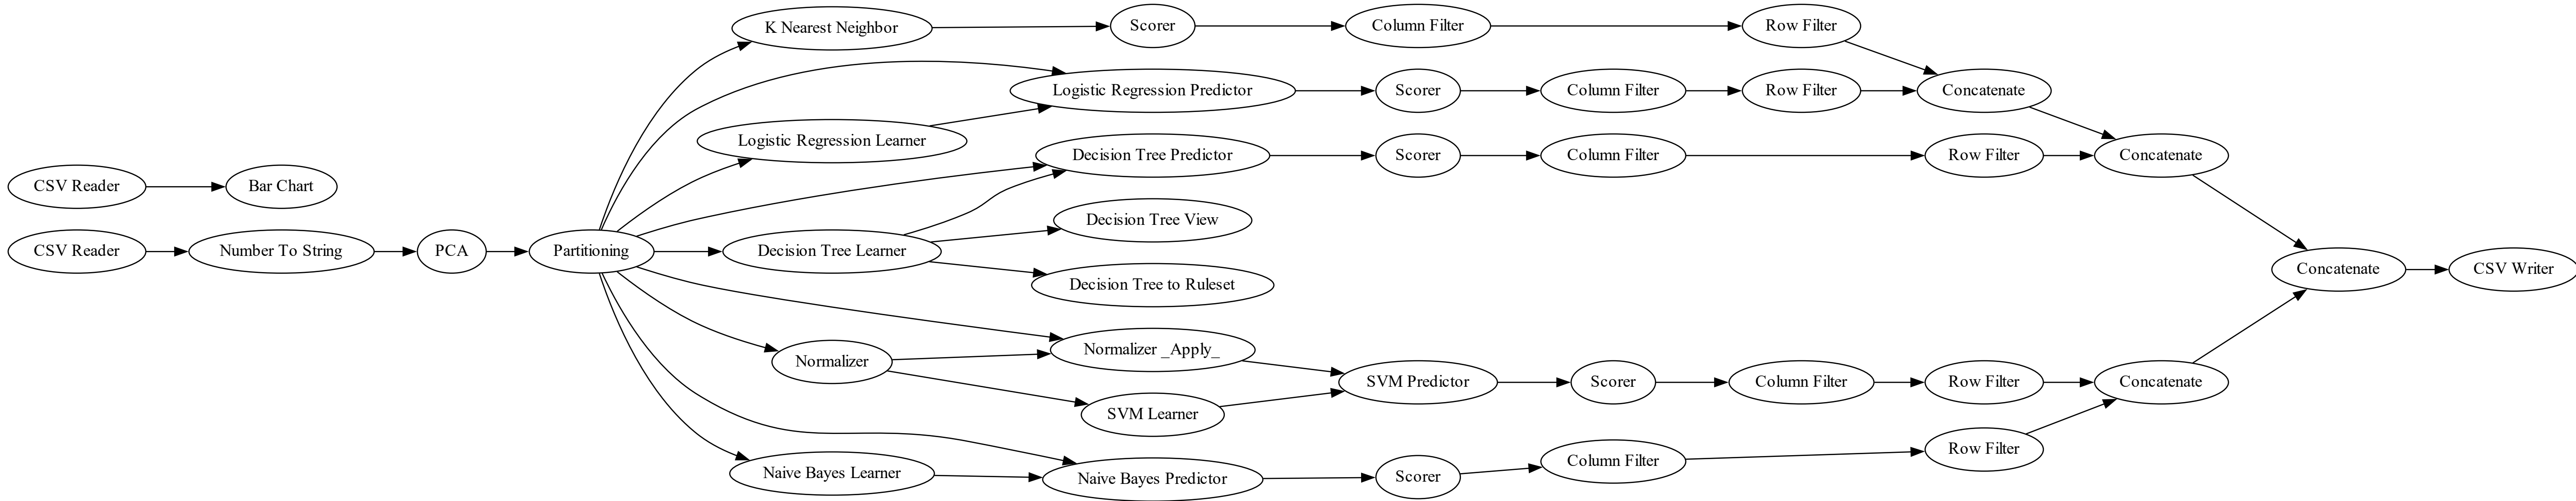 K Nearest Neighbor
Scorer
Column Filter
Row Filter
Logistic Regression Predictor
Scorer
Column Filter
Row Filter
Concatenate
Logistic Regression Learner
Decision Tree Predictor
Scorer
Column Filter
Row Filter
Concatenate
CSV Reader
Bar Chart
Decision Tree View
CSV Reader
Number To String
PCA
Partitioning
Decision Tree Learner
Decision Tree to Ruleset
Concatenate
CSV Writer
Normalizer
Normalizer _Apply_
SVM Learner
SVM Predictor
Scorer
Column Filter
Row Filter
Concatenate
Naive Bayes Learner
Naive Bayes Predictor
Scorer
Column Filter
Row Filter